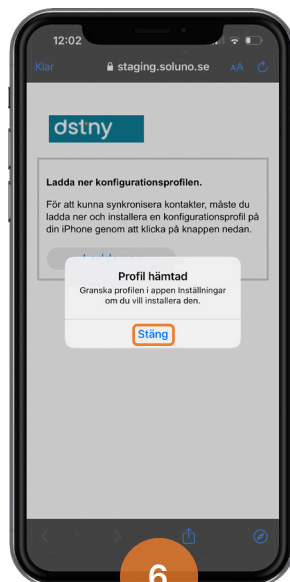 12:02
Klar
staging.soluno.se
AA
dstny
Ladda ner konfigurationsprofilen.
För att kunna synkronisera kontakter, måste du
ladda ner och installera en konfigurationsprofil på
din iPhone genom att klicka på knappen nedan.
Profil hämtad
Granska profilen i appen Inställningar
om du vill installera den.
Stäng
6